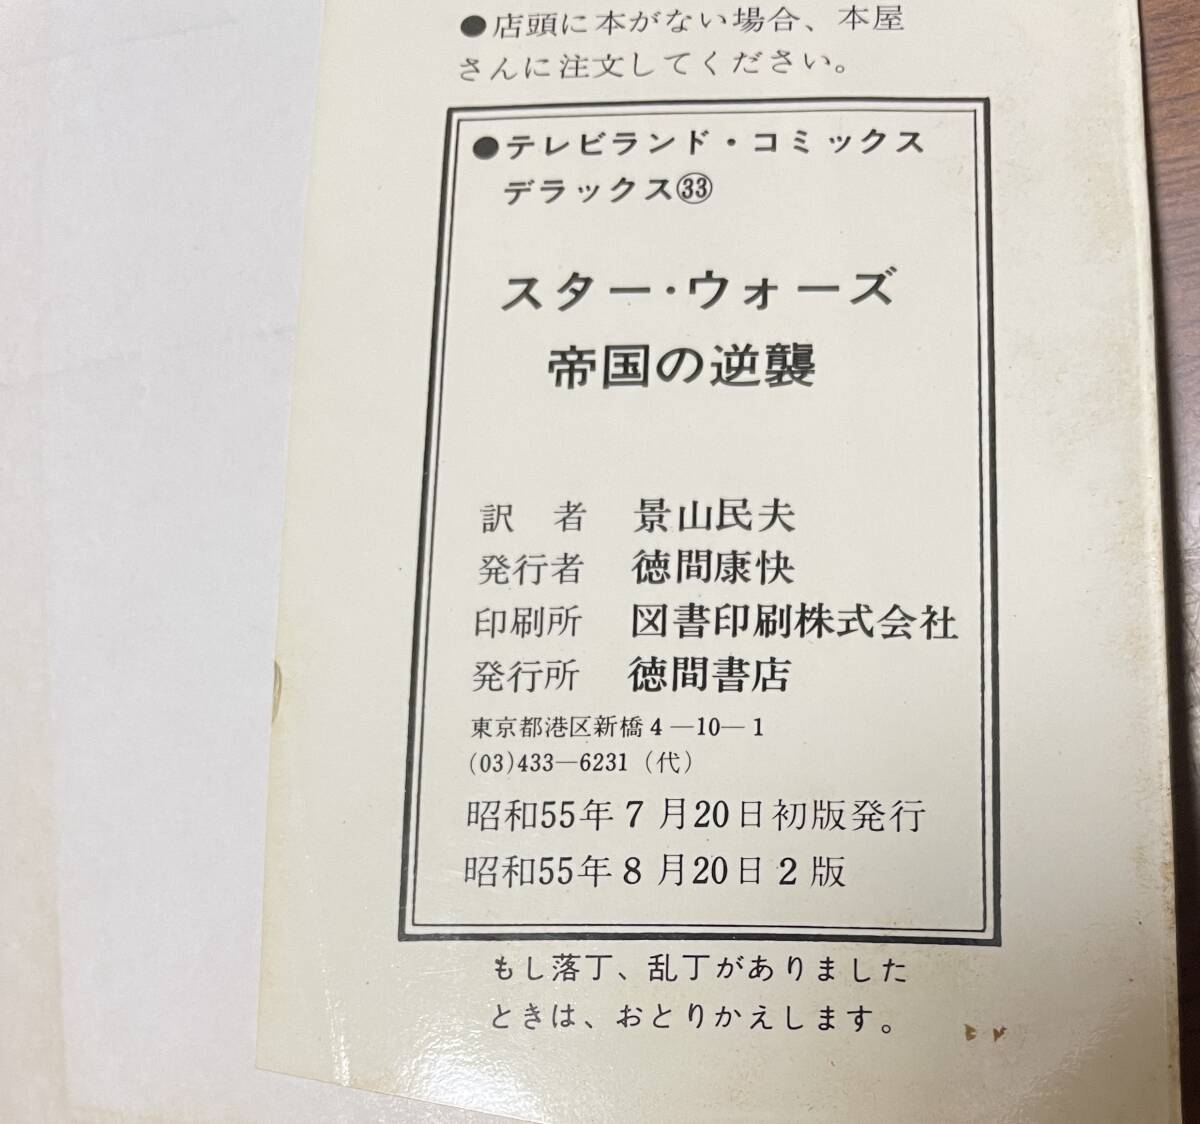 ●店頭に本がない場合、本屋
さんに注文してください。
●テレビランド・コミックス
デラックス㉝
スター・ウォーズ
帝国の逆襲
訳　者　景山民夫
発行者　徳間康快
印刷所　図書印刷株式会社
発行所　徳間書店
東京都港区新橋4―10―1
(03)433―6231（代）
昭和55年7月20日初版発行
昭和55年8月20日2版
もし落丁、乱丁がありました
ときは、おとりかえします。